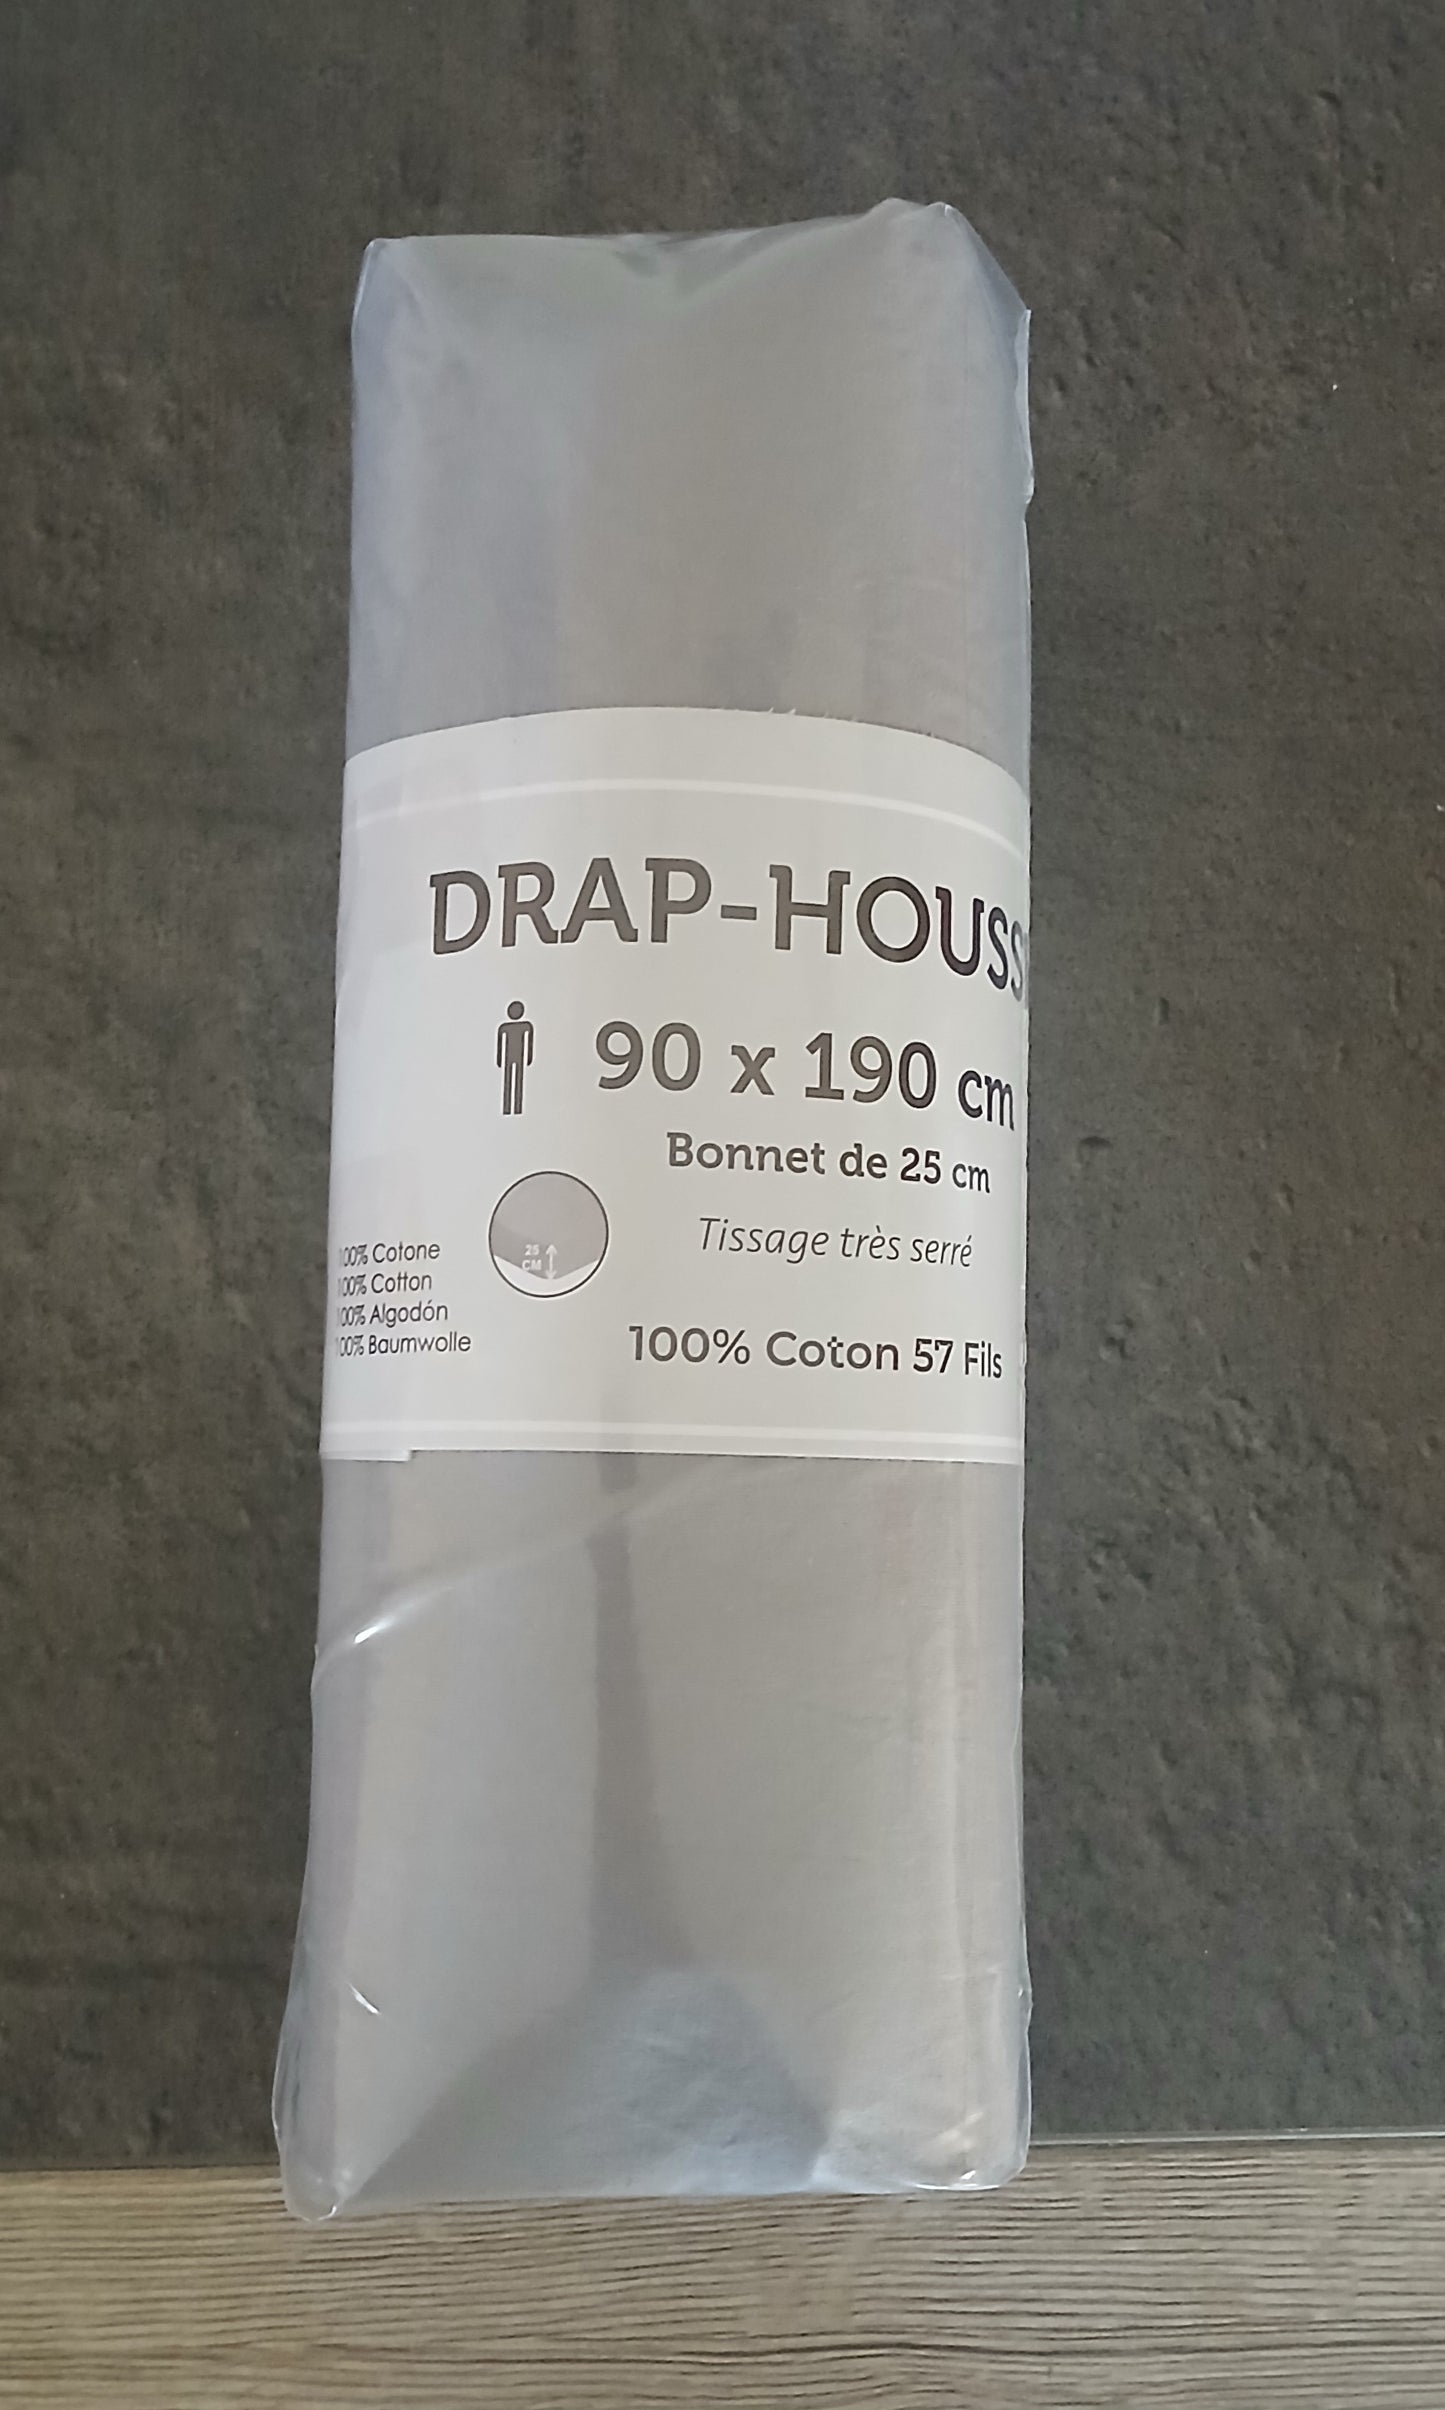 DRAP-HOUSS
90 x 190 cm
Bonnet de 25 cm
Tissage très serré
25
CM
100% Coton 57 Fils
100% Cotone
100% Cotton
100% Algodón
100% Baumwolle